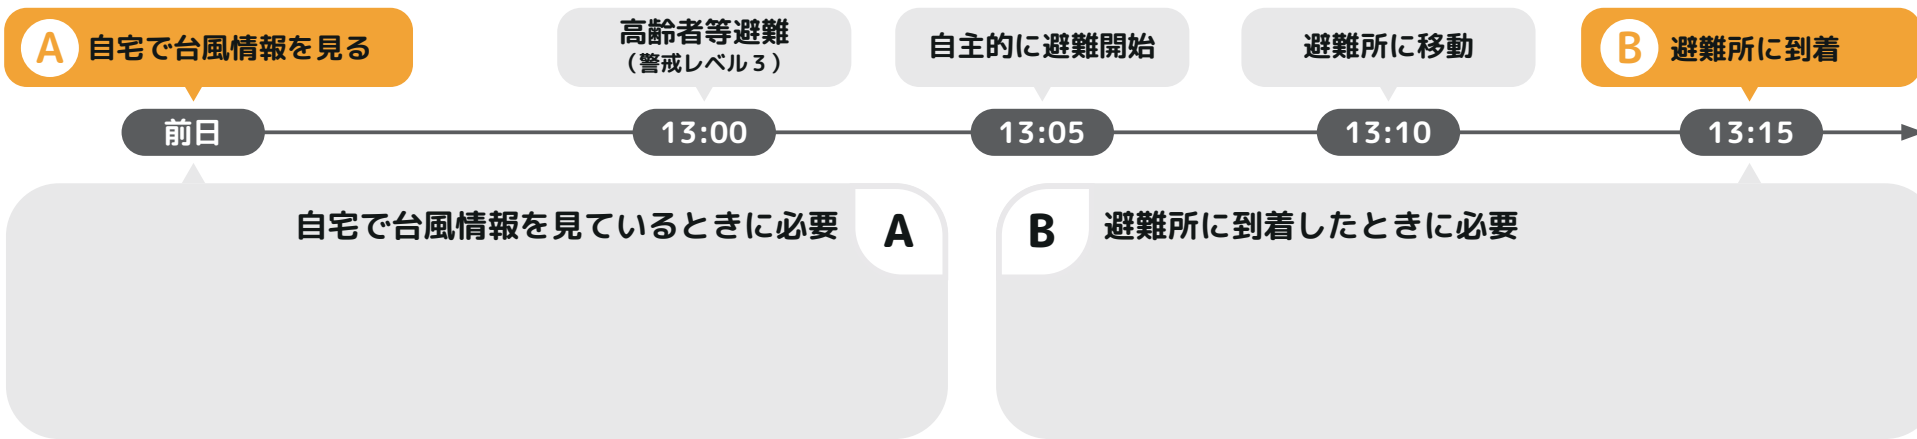 A 自宅で台風情報を見る
高齢者等避難
（警戒レベル３）
自主的に避難開始
避難所に移動
B 避難所に到着
前日
13:00
13:05
13:10
13:15
自宅で台風情報を見ているときに必要 A
B 避難所に到着したときに必要